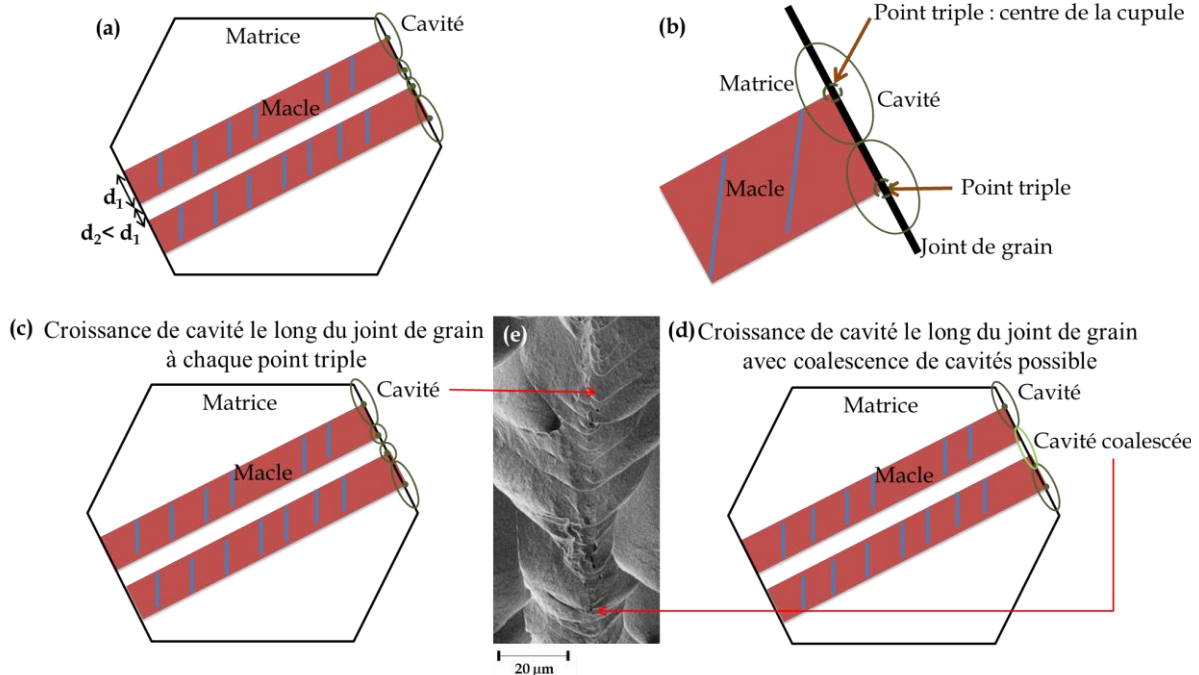 (a)
Cavité
Matrice
Macle
d1
d2< d1
(b)
Point triple : centre de la cupule
Matrice
Cavité
Macle
Point triple
Joint de grain
(c) Croissance de cavité le long du joint de grain
à chaque point triple
Cavité
Matrice
Macle
(e)
20 μm
(d) Croissance de cavité le long du joint de grain
avec coalescence de cavités possible
Cavité
Matrice
Cavité coalescée
Macle